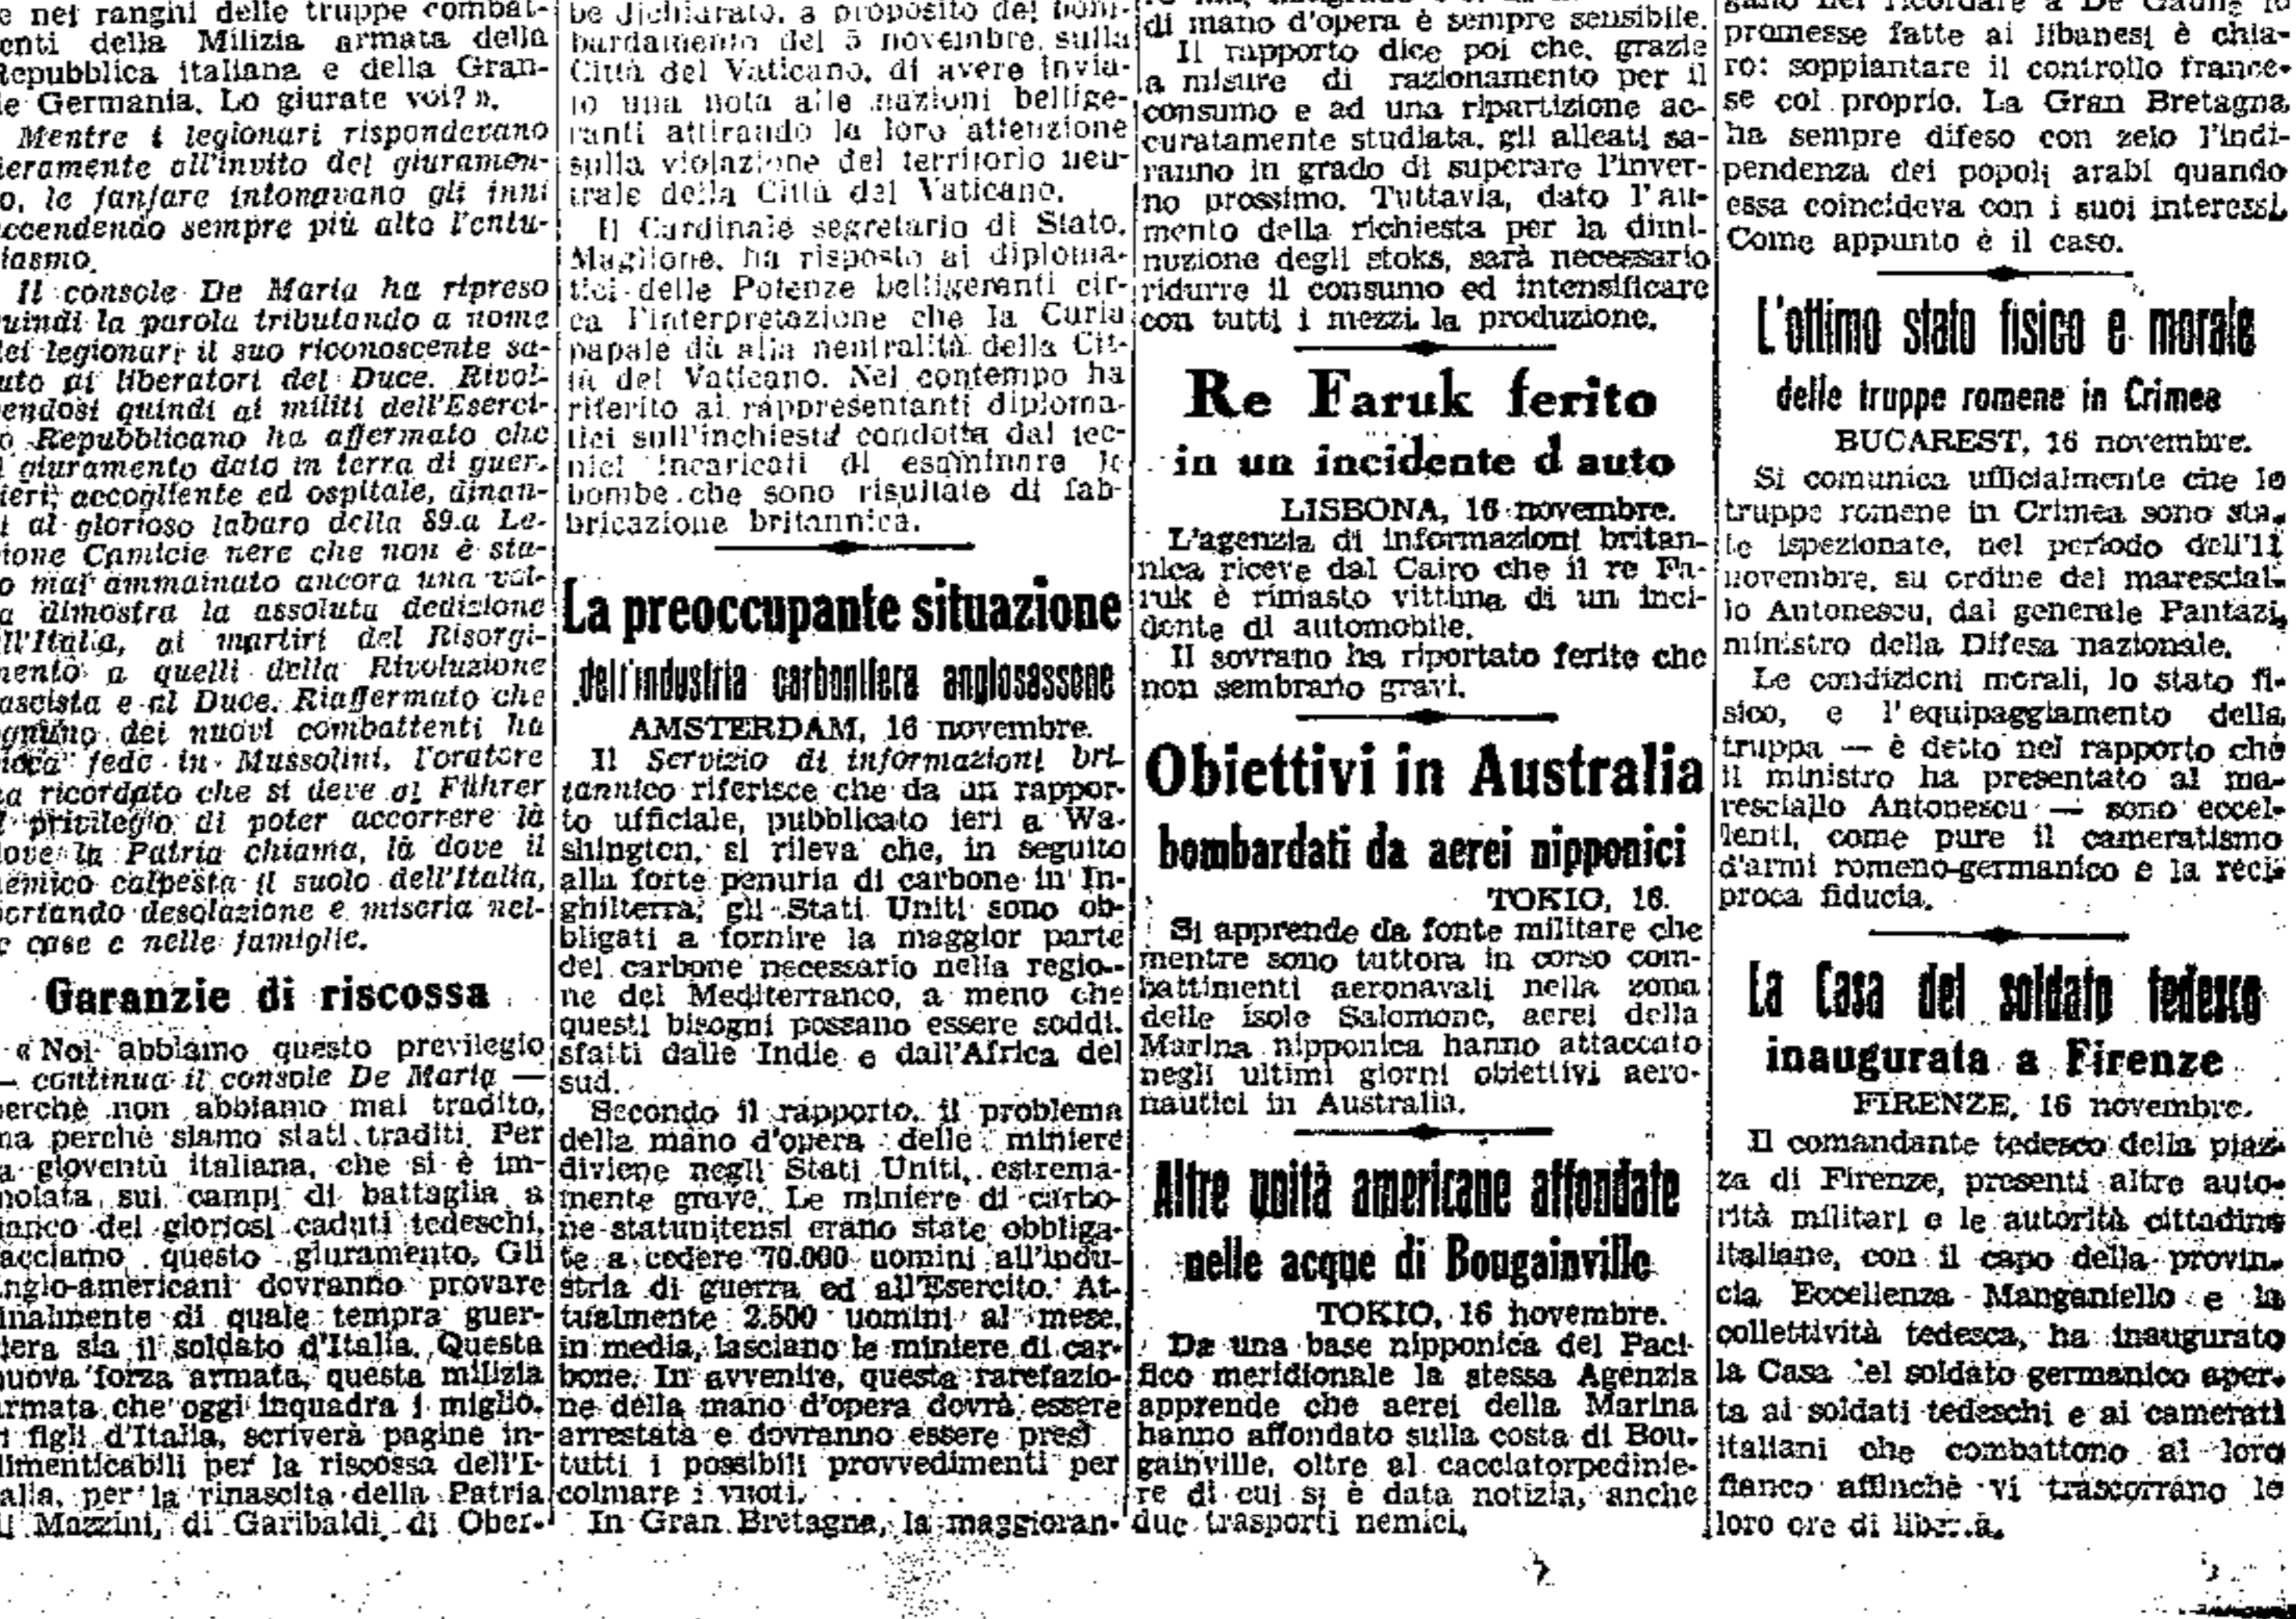 e nei ranghi delle truppe combat-
enti della Milizia armata della
Repubblica italiana e della Gran-
le Germania. Lo giurate voi? ».
Mentre i legionari rispondevano
ieramente all'invito del giuramen-
o, le fanfare intonavano gli inni
accendendo sempre più alto l'entu-
iasmo.
Il console De Maria ha ripreso
uindi la parola tributando a nome
dei legionari il suo riconoscente sa-
uto ai liberatori del Duce. Rivol-
gendosi quindi ai militi dell'Eserci-
o Repubblicano ha affermato che
l giuramento dato in terra di guer-
ieri, accogliente ed ospitale, dinan-
i al glorioso labaro della 89.a Le-
ione Camicie nere che non è sta-
o mai ammainato ancora una vol-
a dimostra la assoluta dedizione
all'Italia, ai martiri del Risorgi-
mento a quelli della Rivoluzione
fascista e al Duce. Riaffermato che
ognuno dei nuovi combattenti ha
fede in Mussolini, l'oratore
ha ricordato che si deve al Führer
l privilegio di poter accorrere là
dove la Patria chiama, là dove il
nemico calpesta il suolo dell'Italia,
portando desolazione e miseria nel-
e case e nelle famiglie.
Garanzie di riscossa
« Noi abbiamo questo previlegio
— continua il console De Maria —
perchè non abbiamo mai tradito,
ma perchè siamo stati traditi. Per
a gioventù italiana, che si è im-
molata sui campi di battaglia a
fianco dei gloriosi caduti tedeschi,
facciamo questo giuramento. Gli
anglo-americani dovranno provare
finalmente di quale tempra guer-
iera sia il soldato d'Italia. Questa
nuova forza armata, questa milizia
armata che oggi inquadra i miglio-
i figli d'Italia, scriverà pagine in-
dimenticabili per la riscossa dell'I-
alia, per la rinascita della Patria
di Mazzini, di Garibaldi, di Ober-
be dichiarato, a proposito del bom-
bardamento del 5 novembre, sulla
Città del Vaticano, di avere invia-
to una nota alle nazioni bellige-
ranti attirando la loro attenzione
sulla violazione del territorio neu-
trale della Città del Vaticano.
Il Cardinale segretario di Stato,
Maglione, ha risposto ai diploma-
tici delle Potenze belligeranti cir-
ca l'interpretazione che la Curia
papale dà alla neutralità della Cit-
tà del Vaticano. Nel contempo ha
riferito ai rappresentanti diploma-
tici sull'inchiesta condotta dai tec-
nici incaricati di esaminare le
bombe che sono risultate di fab-
bricazione britannica.
La preoccupante situazione
dell'industria carbonifera anglosassone
AMSTERDAM, 16 novembre.
Il Servizio di informazioni bri-
tannico riferisce che da un rappor-
to ufficiale, pubblicato ieri a Wa-
shington, si rileva che, in seguito
alla forte penuria di carbone in In-
ghilterra, gli Stati Uniti sono ob-
bligati a fornire la maggior parte
del carbone necessario nella regio-
ne del Mediterraneo, a meno che
questi bisogni possano essere soddi-
sfatti dalle Indie e dall'Africa del
sud.
Secondo il rapporto, il problema
della mano d'opera delle miniere
diviene negli Stati Uniti, estrema-
mente grave. Le miniere di carbo-
ne statunitensi erano state obbliga-
te a cedere 70.000 uomini all'indu-
stria di guerra ed all'Esercito. At-
tualmente 2.500 uomini al mese,
in media, lasciano le miniere di car-
bone. In avvenire, questa rarefazio-
ne della mano d'opera dovrà essere
arrestata e dovranno essere presi
tutti i possibili provvedimenti per
colmare i vuoti.
In Gran Bretagna, la maggioran-
di mano d'opera è sempre sensibile.
Il rapporto dice poi che, grazie
a misure di razionamento per il
consumo e ad una ripartizione ac-
curatamente studiata, gli alleati sa-
ranno in grado di superare l'inver-
no prossimo. Tuttavia, dato l'au-
mento della richiesta per la dimi-
nuzione degli stoks, sarà necessario
ridurre il consumo ed intensificare
con tutti i mezzi la produzione.
Re Faruk ferito
in un incidente d auto
LISBONA, 16 novembre.
L'agenzia di informazioni britan-
nica riceve dal Cairo che il re Fa-
ruk è rimasto vittima di un inci-
dente di automobile.
Il sovrano ha riportato ferite che
non sembrano gravi.
Obiettivi in Australia
bombardati da aerei nipponici
TOKIO, 16.
Si apprende da fonte militare che
mentre sono tuttora in corso com-
battimenti aeronavali nella zona
delle isole Salomone, aerei della
Marina nipponica hanno attaccato
negli ultimi giorni obiettivi aero-
nautici in Australia.
Altre unità americane affondate
nelle acque di Bougainville
TOKIO, 16 novembre.
Da una base nipponica del Paci-
fico meridionale la stessa Agenzia
apprende che aerei della Marina
hanno affondato sulla costa di Bou-
gainville, oltre al cacciatorpedinie-
re di cui si è data notizia, anche
due trasporti nemici.
gano nel ricordare a De Gaulle le
promesse fatte ai libanesi è chia-
ro: soppiantare il controllo france-
se col proprio. La Gran Bretagna
ha sempre difeso con zelo l'indi-
pendenza dei popoli arabi quando
essa coincideva con i suoi interessi.
Come appunto è il caso.
L'ottimo stato fisico e morale
delle truppe romene in Crimea
BUCAREST, 16 novembre.
Si comunica ufficialmente che le
truppe romene in Crimea sono sta-
te ispezionate, nel periodo dell'11
novembre, su ordine del marescial-
lo Antonescu, dal generale Pantazi,
ministro della Difesa nazionale.
Le condizioni morali, lo stato fi-
sico, e l'equipaggiamento della
truppa — è detto nel rapporto che
il ministro ha presentato al ma-
resciallo Antonescu — sono eccel-
lenti, come pure il cameratismo
d'armi romeno-germanico e la reci-
proca fiducia.
La Casa del soldato tedesco
inaugurata a Firenze
FIRENZE, 16 novembre.
Il comandante tedesco della piaz-
za di Firenze, presenti altre auto-
rità militari e le autorità cittadine
italiane, con il capo della provin-
cia Eccellenza Manganiello e la
collettività tedesca, ha inaugurato
la Casa 'el soldato germanico aper-
ta ai soldati tedeschi e ai camerati
italiani che combattono al loro
fianco affinchè vi trascorrano le
loro ore di libertà.